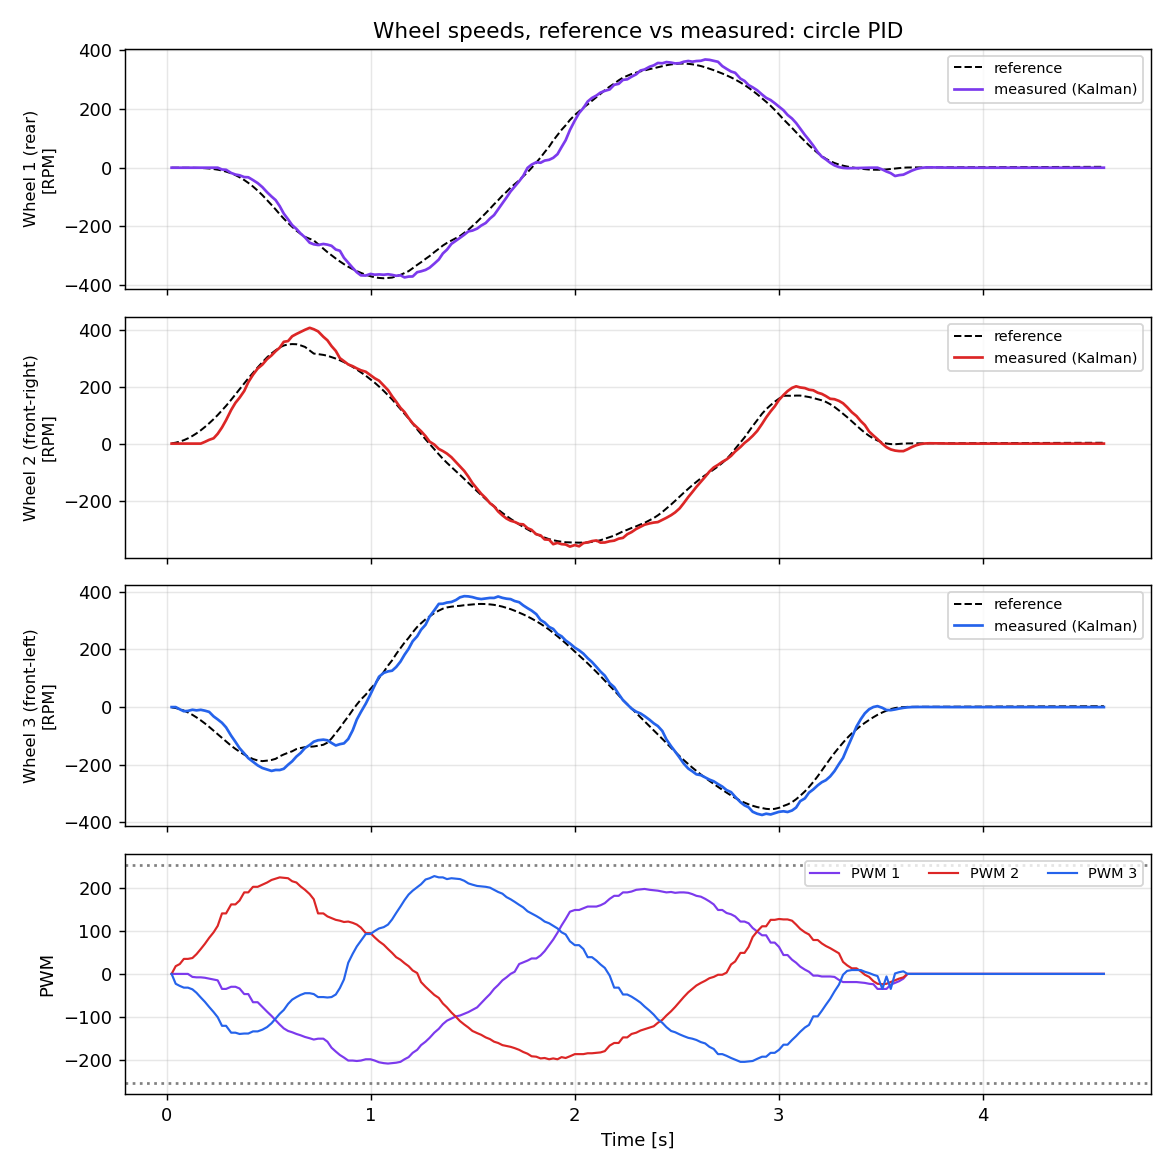 Wheel speeds, reference vs measured: circle PID
400
200
0
−200
−400
Wheel 1 (rear)
[RPM]
reference
measured (Kalman)
400
200
0
−200
Wheel 2 (front-right)
[RPM]
reference
measured (Kalman)
400
200
0
−200
−400
Wheel 3 (front-left)
[RPM]
reference
measured (Kalman)
200
100
0
−100
−200
PWM
PWM 1 PWM 2 PWM 3
0 1 2 3 4
Time [s]